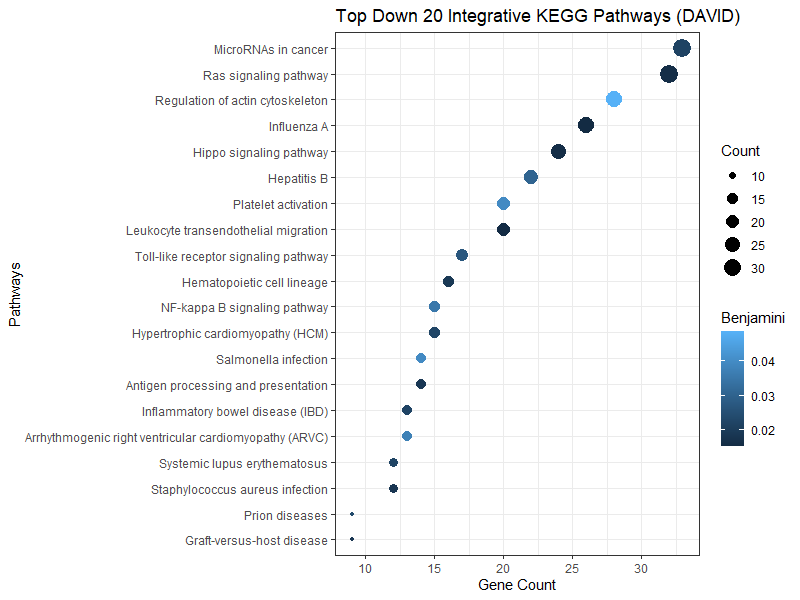 Top Down 20 Integrative KEGG Pathways (DAVID)
Pathways
MicroRNAs in cancer
Ras signaling pathway
Regulation of actin cytoskeleton
Influenza A
Hippo signaling pathway
Hepatitis B
Platelet activation
Leukocyte transendothelial migration
Toll-like receptor signaling pathway
Hematopoietic cell lineage
NF-kappa B signaling pathway
Hypertrophic cardiomyopathy (HCM)
Salmonella infection
Antigen processing and presentation
Inflammatory bowel disease (IBD)
Arrhythmogenic right ventricular cardiomyopathy (ARVC)
Systemic lupus erythematosus
Staphylococcus aureus infection
Prion diseases
Graft-versus-host disease
10 15 20 25 30
Gene Count
Count
10
15
20
25
30
Benjamini
0.04
0.03
0.02